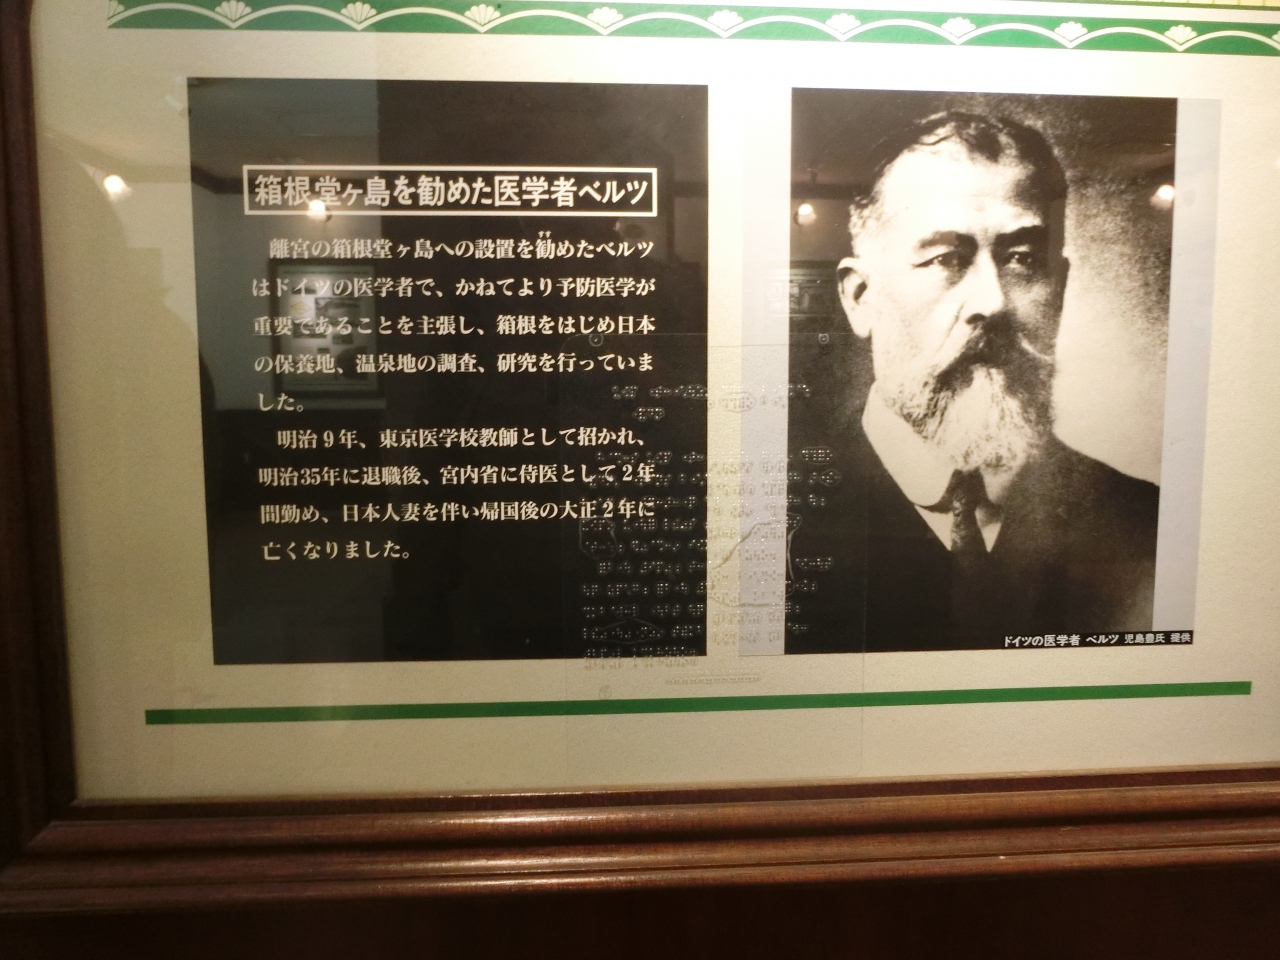 箱根堂ヶ島を勧めた医学者ベルツ
離宮の箱根堂ヶ島への設置を勧めたベルツ
はドイツの医学者で、かねてより予防医学が
重要であることを主張し、箱根をはじめ日本
の保養地、温泉地の調査、研究を行っていま
した。
明治9年、東京医学校教師として招かれ、
明治35年に退職後、宮内省に侍医として2年
間勤め、日本人妻を伴い帰国後の大正2年に
亡くなりました。
ドイツの医学者 ベルツ 児島豊氏 提供